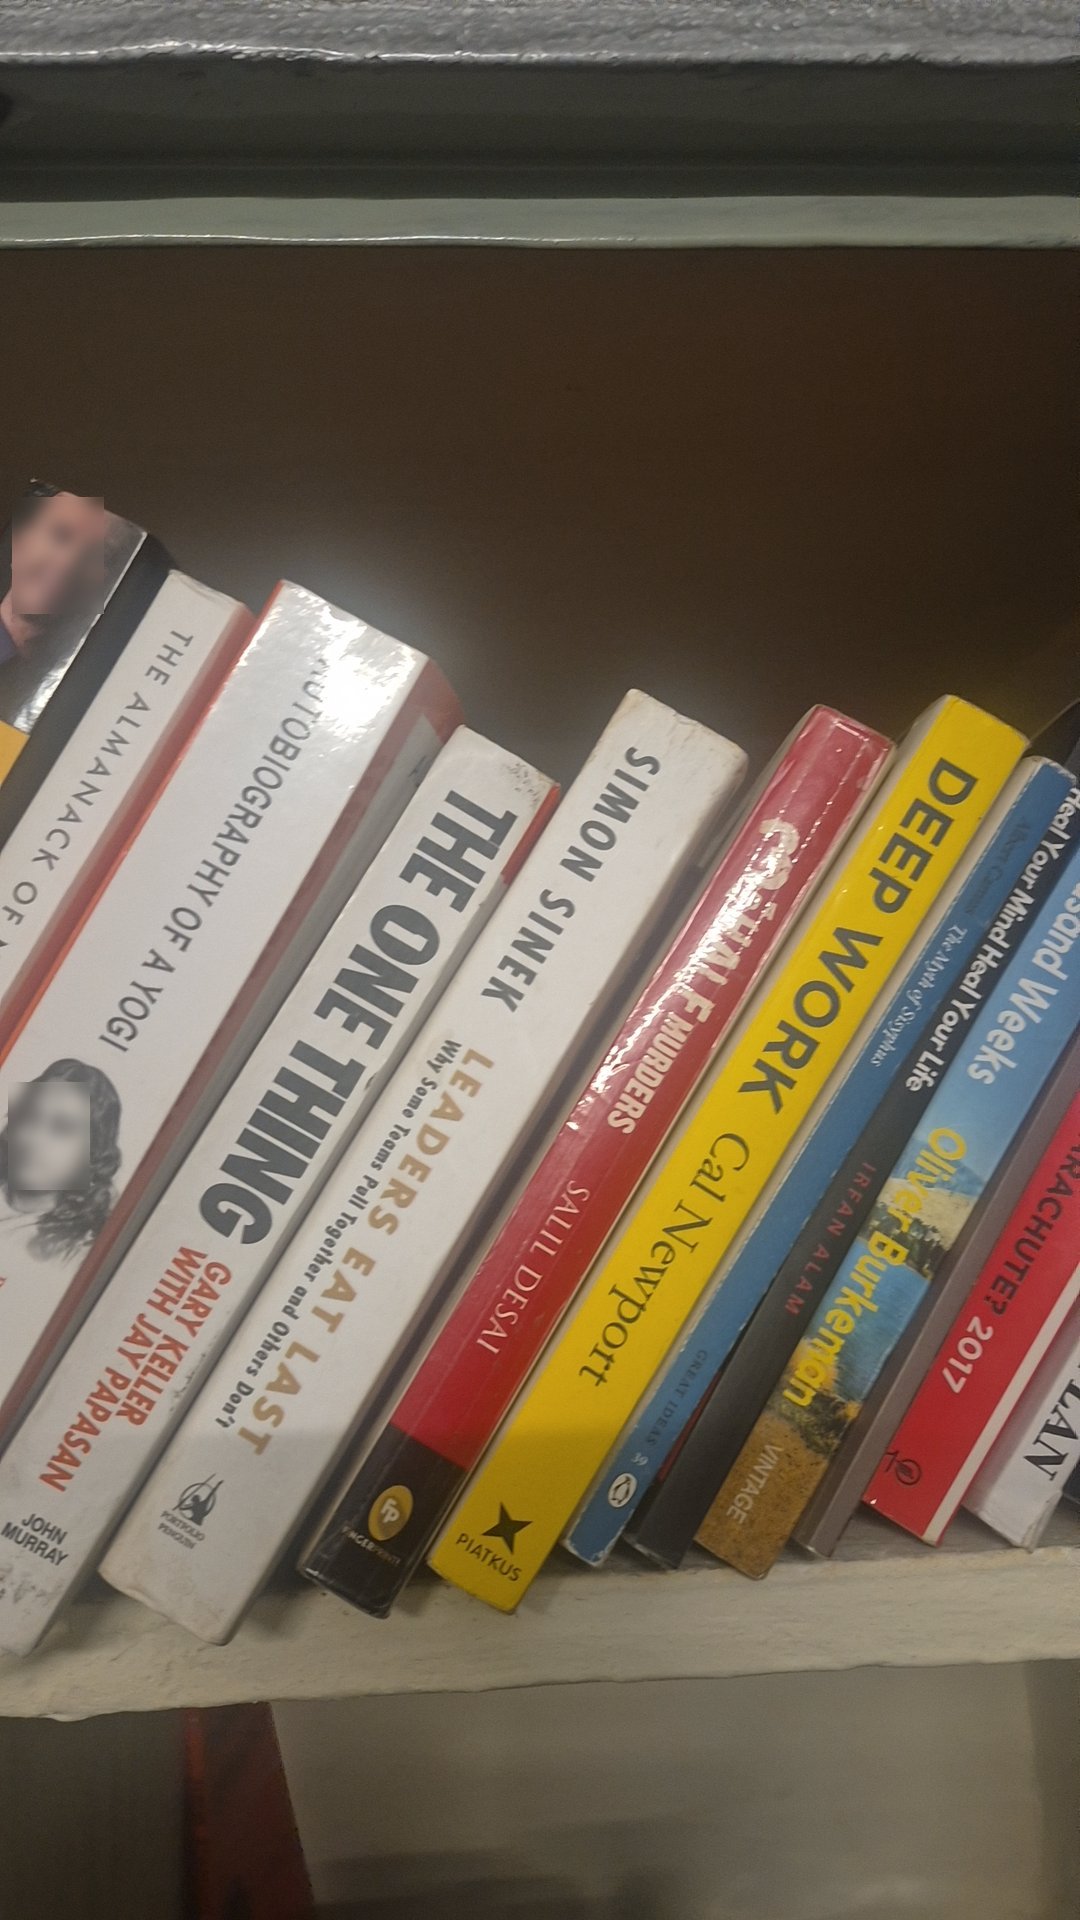 THE ALMANACK OF
AUTOBIOGRAPHY OF A YOGI
THE ONE THING
GARY KELLER
WITH JAY PAPASAN
JOHN
MURRAY
SIMON SINEK
LEADERS EAT LAST
Why Some Teams Pull Together and Others Don't
PORTFOLIO
PENGUIN
MURDERS
SALIL DESAI
FP
FINGERPRINT!
DEEP WORK
Cal Newport
PIATKUS
Albert Camus
The Myth of Sisyphus
GREAT IDEAS
39
Heal Your Mind Heal Your Life
IRFAN ALAM
Weeks
Oliver Burkeman
VINTAGE
RACHUTE? 2017
LAN